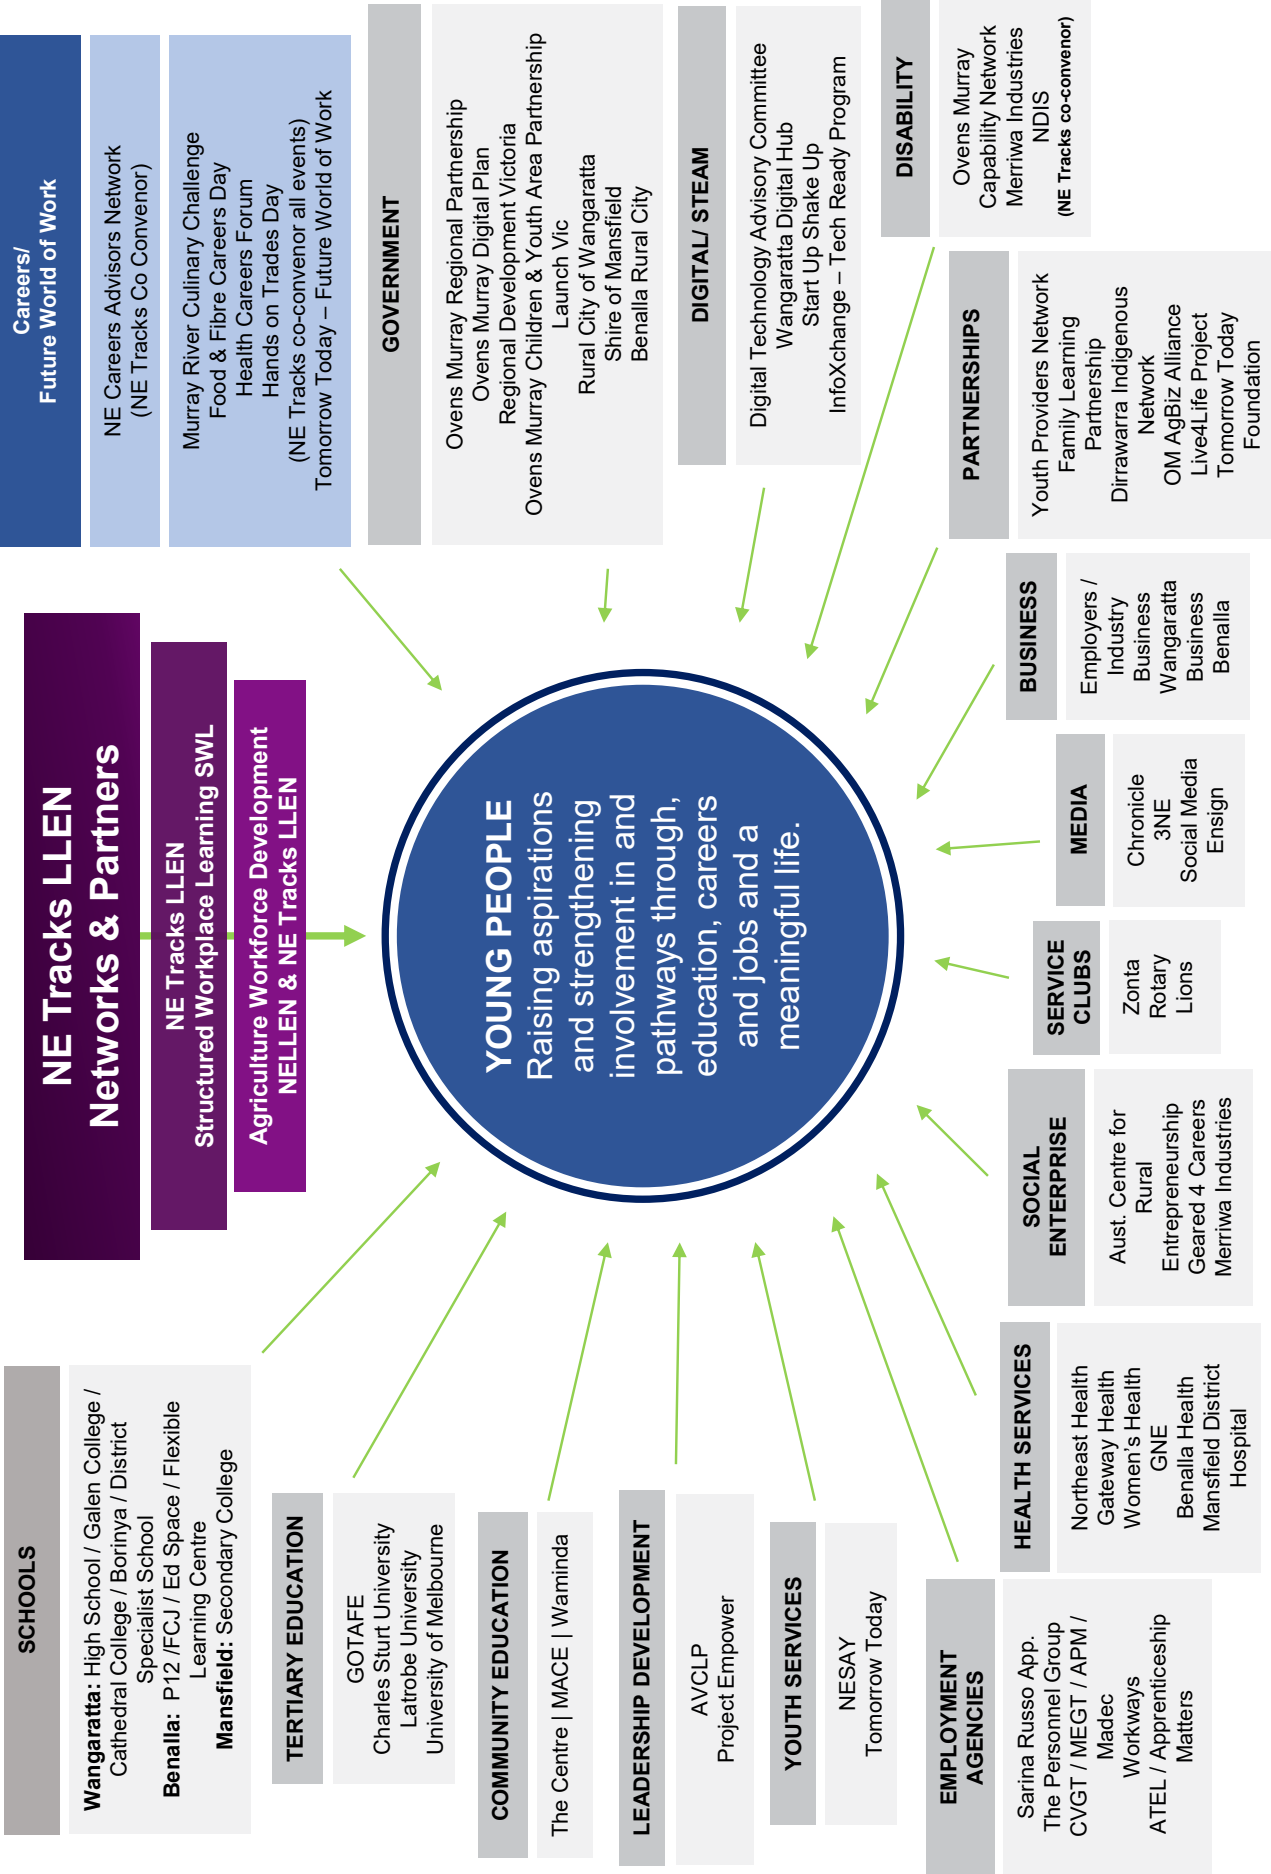 NE Tracks LLEN
Networks & Partners
NE Tracks LLEN
Structured Workplace Learning SWL
Agriculture Workforce Development
NELLEN & NE Tracks LLEN
Careers/
Future World of Work
NE Careers Advisors Network
(NE Tracks Co Convenor)
Murray River Culinary Challenge
Food & Fibre Careers Day
Health Careers Forum
Hands on Trades Day
(NE Tracks co-convenor all events)
Tomorrow Today – Future World of Work
SCHOOLS
Wangaratta: High School / Galen College /
Cathedral College / Borinya / District
Specialist School
Benalla: P12 /FCJ / Ed Space / Flexible
Learning Centre
Mansfield: Secondary College
TERTIARY EDUCATION
GOTAFE
Charles Sturt University
Latrobe University
University of Melbourne
COMMUNITY EDUCATION
The Centre | MACE | Waminda
LEADERSHIP DEVELOPMENT
AVCLP
Project Empower
YOUTH SERVICES
NESAY
Tomorrow Today
EMPLOYMENT
AGENCIES
Sarina Russo App.
The Personnel Group
CVGT / MEGT / APM /
Madec
Workways
ATEL / Apprenticeship
Matters
YOUNG PEOPLE
Raising aspirations
and strengthening
involvement in and
pathways through,
education, careers
and jobs and a
meaningful life.
GOVERNMENT
Ovens Murray Regional Partnership
Ovens Murray Digital Plan
Regional Development Victoria
Ovens Murray Children & Youth Area Partnership
Launch Vic
Rural City of Wangaratta
Shire of Mansfield
Benalla Rural City
DIGITAL/ STEAM
Digital Technology Advisory Committee
Wangaratta Digital Hub
Start Up Shake Up
InfoXchange – Tech Ready Program
DISABILITY
Ovens Murray
Capability Network
Merriwa Industries
NDIS
(NE Tracks co-convenor)
HEALTH SERVICES
Northeast Health
Gateway Health
Women's Health
GNE
Benalla Health
Mansfield District
Hospital
SOCIAL
ENTERPRISE
Aust. Centre for
Rural
Entrepreneurship
Geared 4 Careers
Merriwa Industries
SERVICE
CLUBS
Zonta
Rotary
Lions
MEDIA
Chronicle
3NE
Social Media
Ensign
BUSINESS
Employers /
Industry
Business
Wangaratta
Business
Benalla
PARTNERSHIPS
Youth Providers Network
Family Learning
Partnership
Dirrawarra Indigenous
Network
OM AgBiz Alliance
Live4Life Project
Tomorrow Today
Foundation